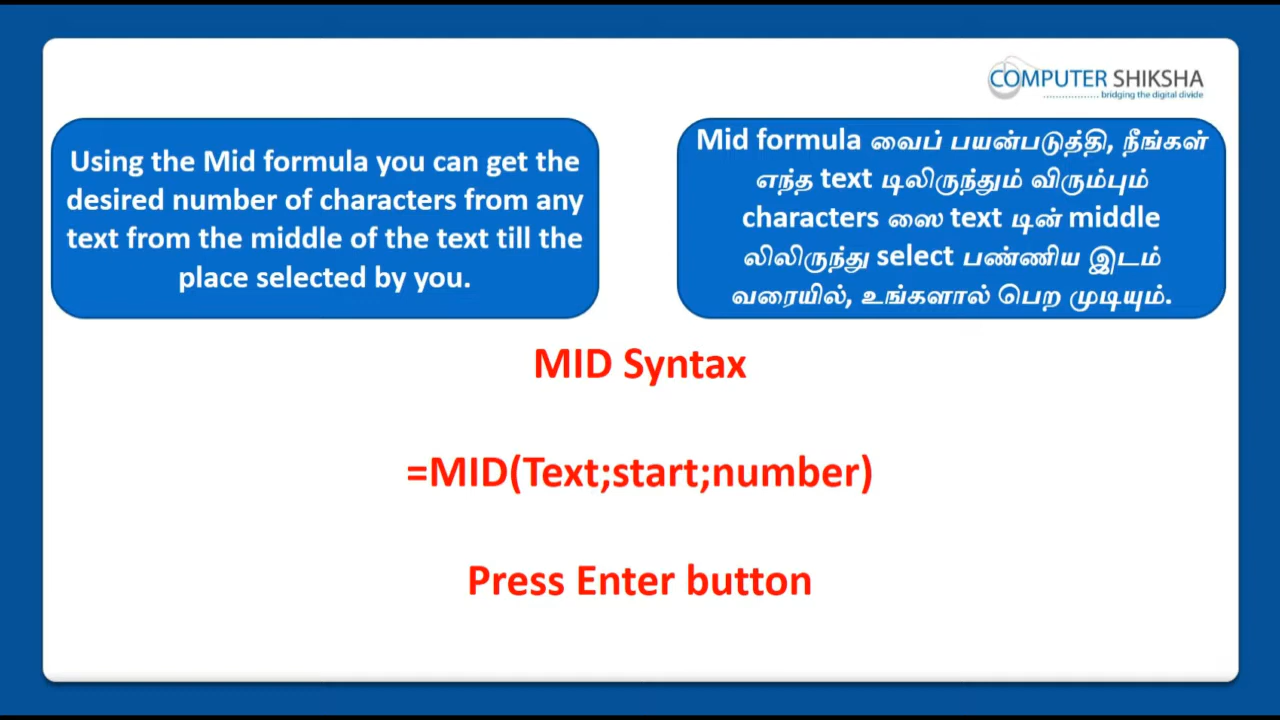 COMPUTER SHIKSHA
bridging the digital divide
Using the Mid formula you can get the
desired number of characters from any
text from the middle of the text till the
place selected by you.
Mid formula வைப் பயன்படுத்தி, நீங்கள்
எந்த text டிலிருந்தும் விரும்பும்
characters ஸை text டின் middle
லிலிருந்து select பண்ணிய இடம்
வரையில், உங்களால் பெற முடியும்.
MID Syntax
=MID(Text;start;number)
Press Enter button